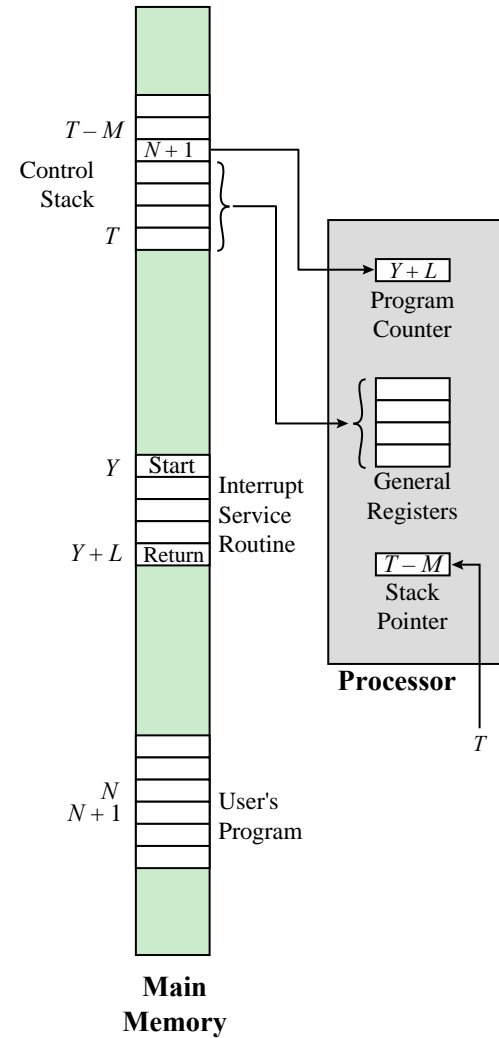 T – M
N + 1
Control
Stack
T
Y + L
Program
Counter
Y
Start
Interrupt
Service
Routine
General
Registers
Y + L
Return
T – M
Stack
Pointer
Processor
T
N
N + 1
User's
Program
Main
Memory